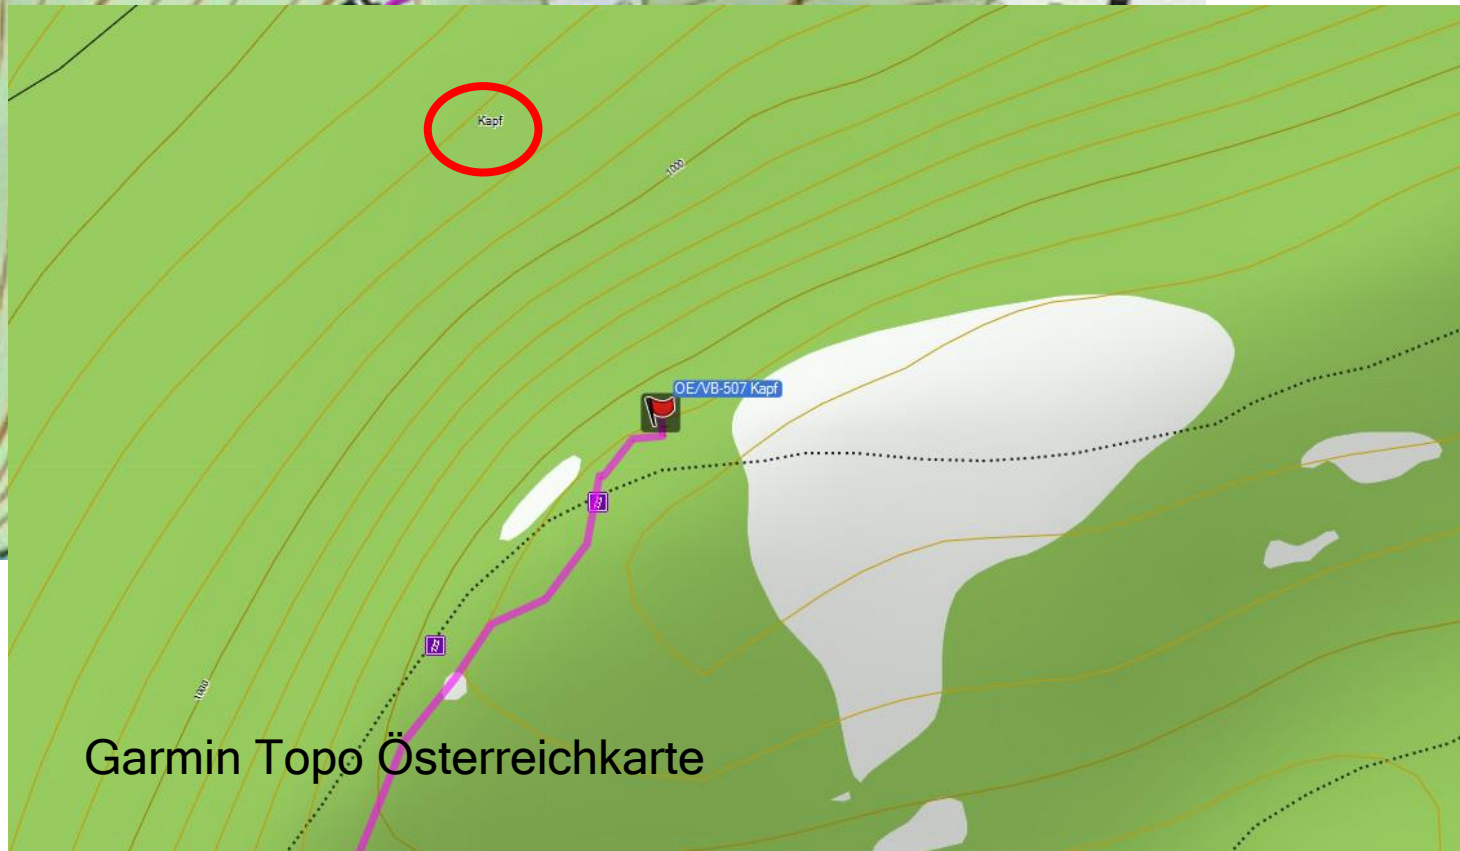 Kapf
1000
OE/VB-507 Kapf
1000
Garmin Topo Österreichkarte